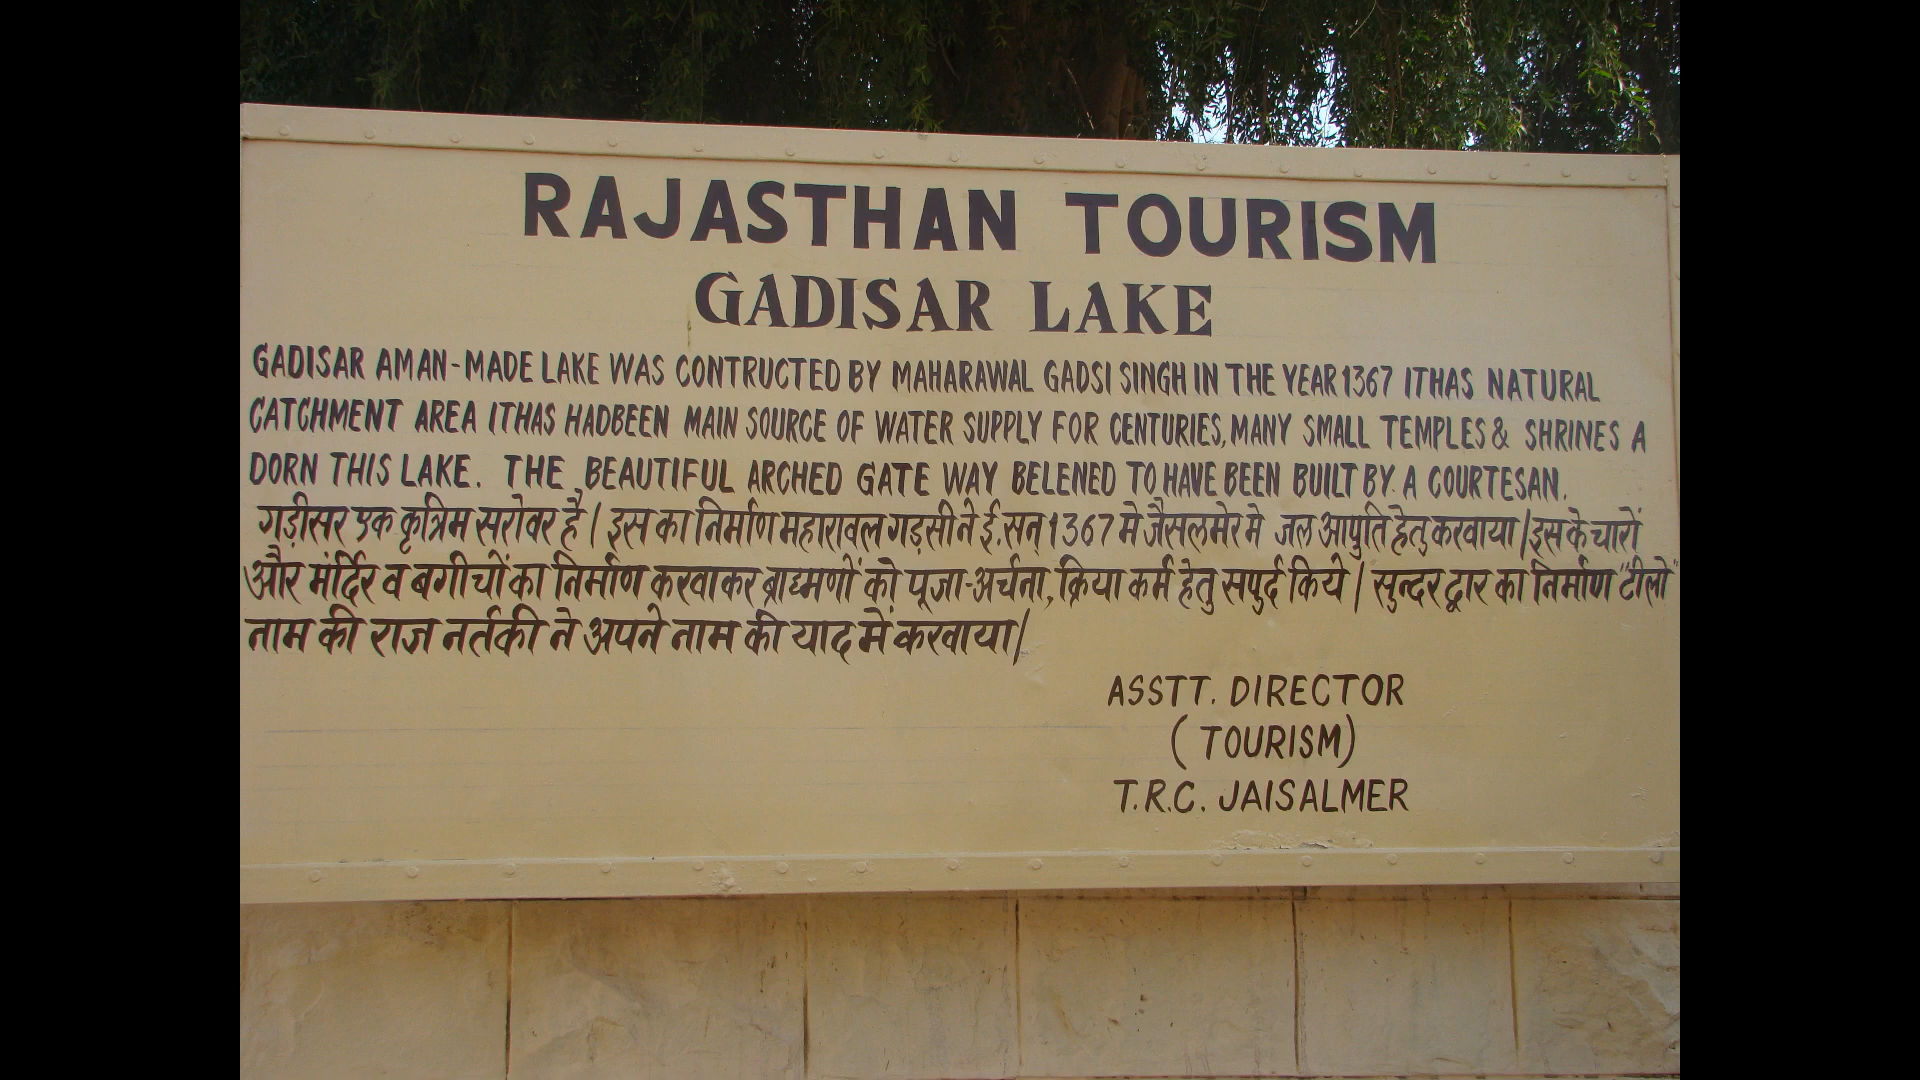 RAJASTHAN TOURISM
GADISAR LAKE
GADISAR AMAN-MADE LAKE WAS CONTRUCTED BY MAHARAWAL GADSI SINGH IN THE YEAR 1367 ITHAS NATURAL
CATCHMENT AREA ITHAS HADBEEN MAIN SOURCE OF WATER SUPPLY FOR CENTURIES, MANY SMALL TEMPLES & SHRINES A
DORN THIS LAKE. THE BEAUTIFUL ARCHED GATE WAY BELENED TO HAVE BEEN BUILT BY A COURTESAN.
गड़ीसर एक कृत्रिम सरोवर है। इस का निर्माण महारावल गड़सी ने ई.सन् 1367 मे जैसलमेर मे जल आपुति हेतु करवाया। इस के चारों
और मंर्दिर व बगीचों का निर्माण करवाकर ब्राह्मणों को पूजा-अर्चना, क्रिया कर्म हेतु सपुर्द किये। सुन्दर द्वार का निर्माण "टीलो"
नाम की राज नर्तकी ने अपने नाम की याद में करवाया।
ASSTT. DIRECTOR
(TOURISM)
T.R.C. JAISALMER